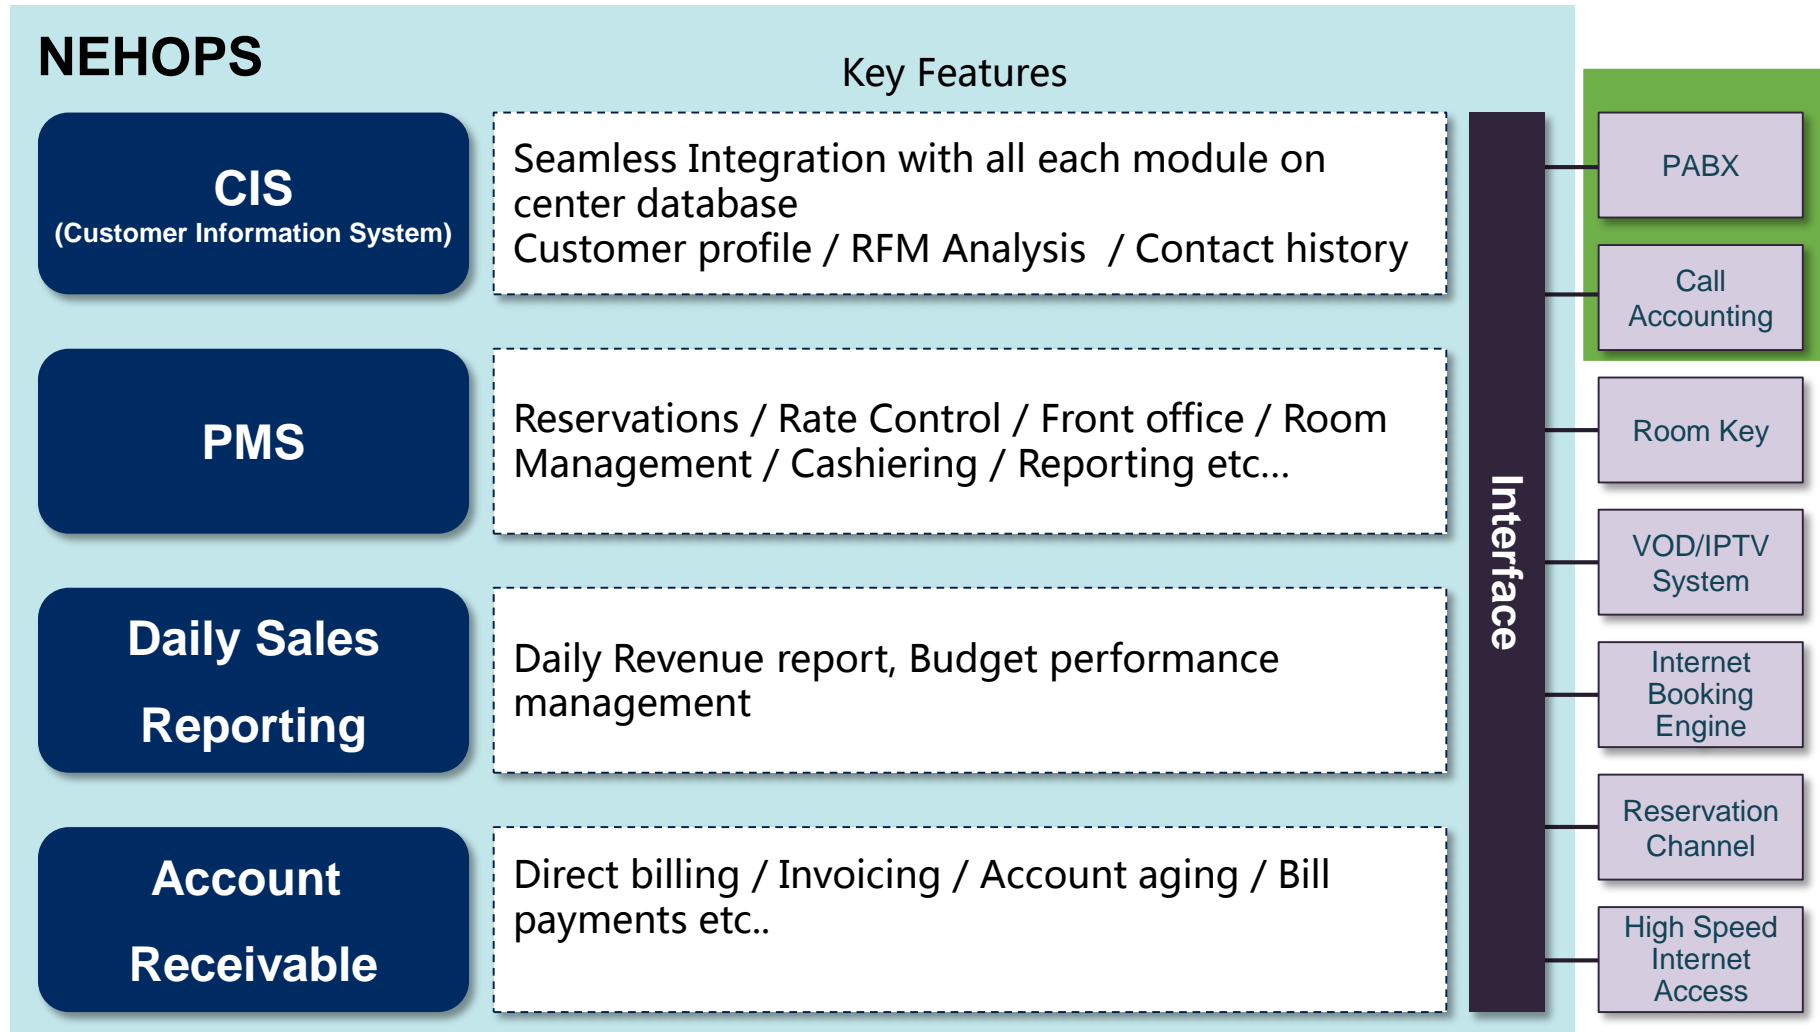 NEHOPS
Key Features
CIS
(Customer Information System)
Seamless Integration with all each module on
center database
Customer profile / RFM Analysis  / Contact history
PMS
Reservations / Rate Control / Front office / Room
Management / Cashiering / Reporting etc...
Daily Sales
Reporting
Daily Revenue report, Budget performance
management
Account
Receivable
Direct billing / Invoicing / Account aging / Bill
payments etc..
Interface
PABX
Call
Accounting
Room Key
VOD/IPTV
System
Internet
Booking
Engine
Reservation
Channel
High Speed
Internet
Access